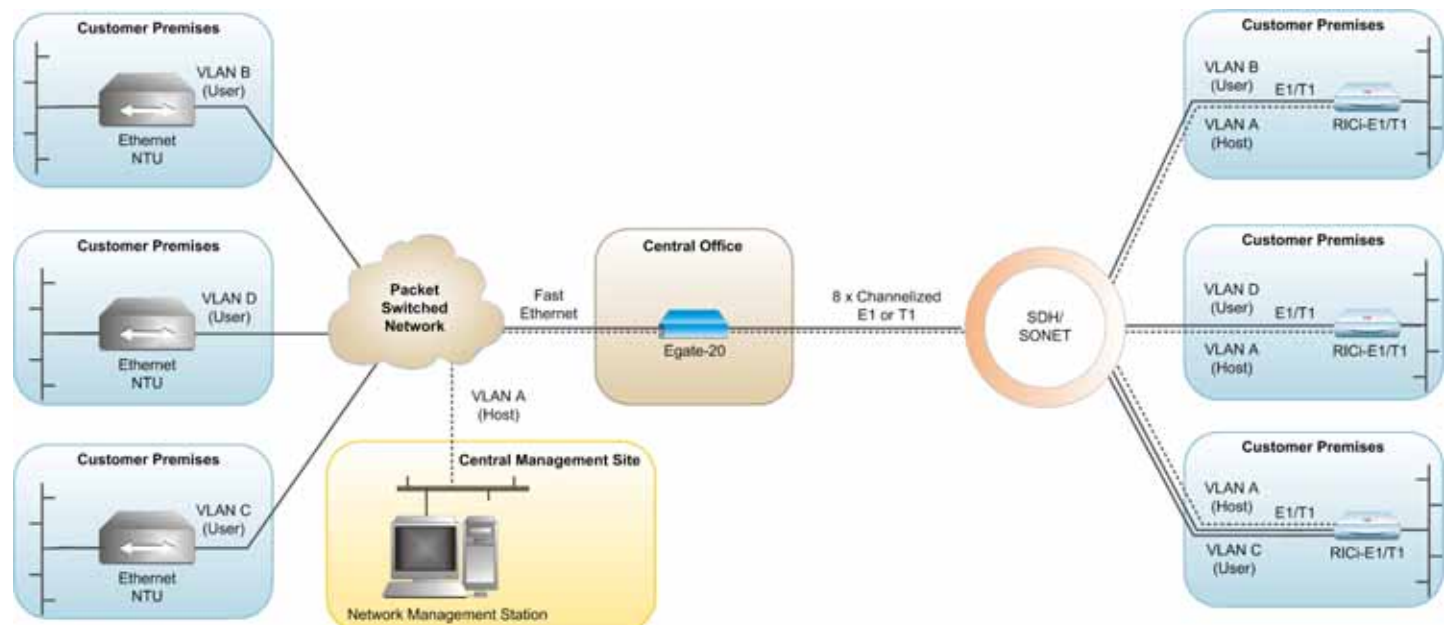 Customer Premises
VLAN B
(User)
Ethernet
NTU
Customer Premises
VLAN D
(User)
Ethernet
NTU
Customer Premises
VLAN C
(User)
Ethernet
NTU
Packet
Switched
Network
VLAN A
(Host)
Central Management Site
Network Management Station
Fast
Ethernet
Central Office
Egate-20
8 x Channelized
E1 or T1
SDH/
SONET
Customer Premises
VLAN B
(User)
E1/T1
VLAN A
(Host)
RICi-E1/T1
Customer Premises
VLAN D
(User)
E1/T1
VLAN A
(Host)
RICi-E1/T1
Customer Premises
VLAN A
(Host)
E1/T1
VLAN C
(User)
RICi-E1/T1